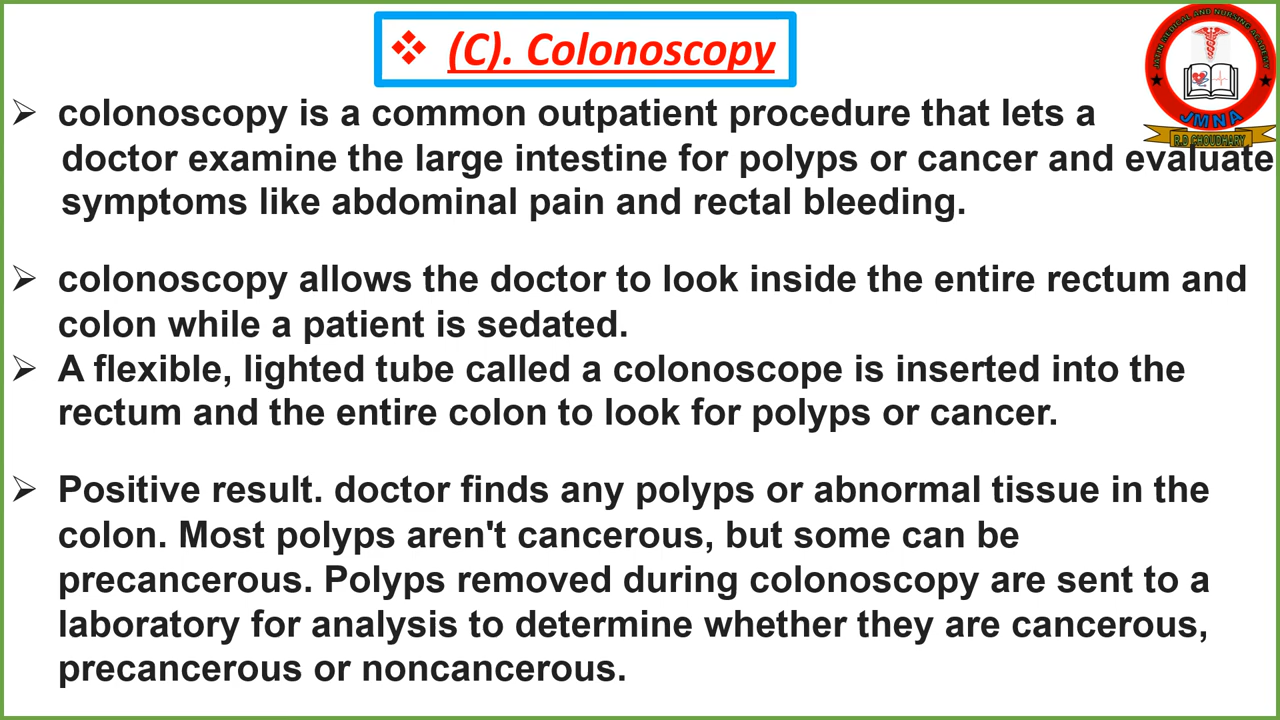 ❖ (C). Colonoscopy
JATIN MEDICAL AND NURSING ACADEMY
JMNA
R.D CHOUDHARY
➢ colonoscopy is a common outpatient procedure that lets a
doctor examine the large intestine for polyps or cancer and evaluate
symptoms like abdominal pain and rectal bleeding.
➢ colonoscopy allows the doctor to look inside the entire rectum and
colon while a patient is sedated.
➢ A flexible, lighted tube called a colonoscope is inserted into the
rectum and the entire colon to look for polyps or cancer.
➢ Positive result. doctor finds any polyps or abnormal tissue in the
colon. Most polyps aren't cancerous, but some can be
precancerous. Polyps removed during colonoscopy are sent to a
laboratory for analysis to determine whether they are cancerous,
precancerous or noncancerous.